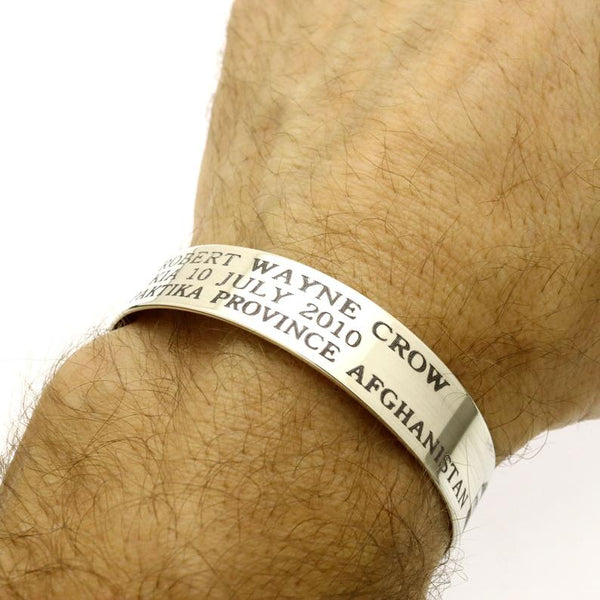 ROBERT WAYNE CROW
KIA 10 JULY 2010
PAKTIKA PROVINCE AFGHANISTAN